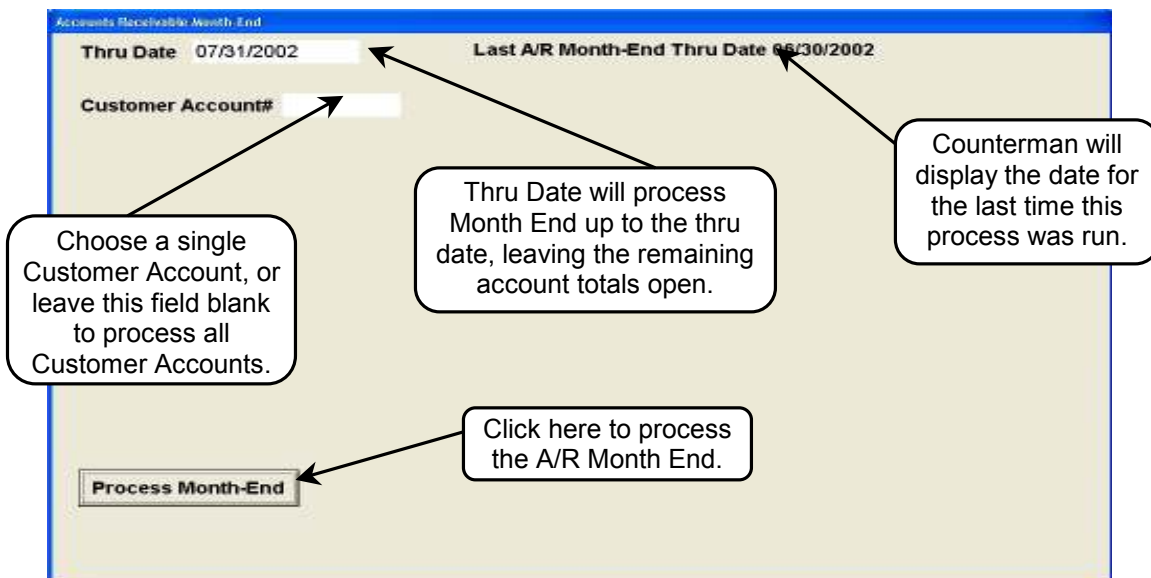 Accounts Receivable Month-End
Thru Date 07/31/2002
Last A/R Month-End Thru Date 06/30/2002
Customer Account#
Counterman will
display the date for
the last time this
process was run.
Thru Date will process
Month End up to the thru
date, leaving the remaining
account totals open.
Choose a single
Customer Account, or
leave this field blank
to process all
Customer Accounts.
Click here to process
the A/R Month End.
Process Month-End